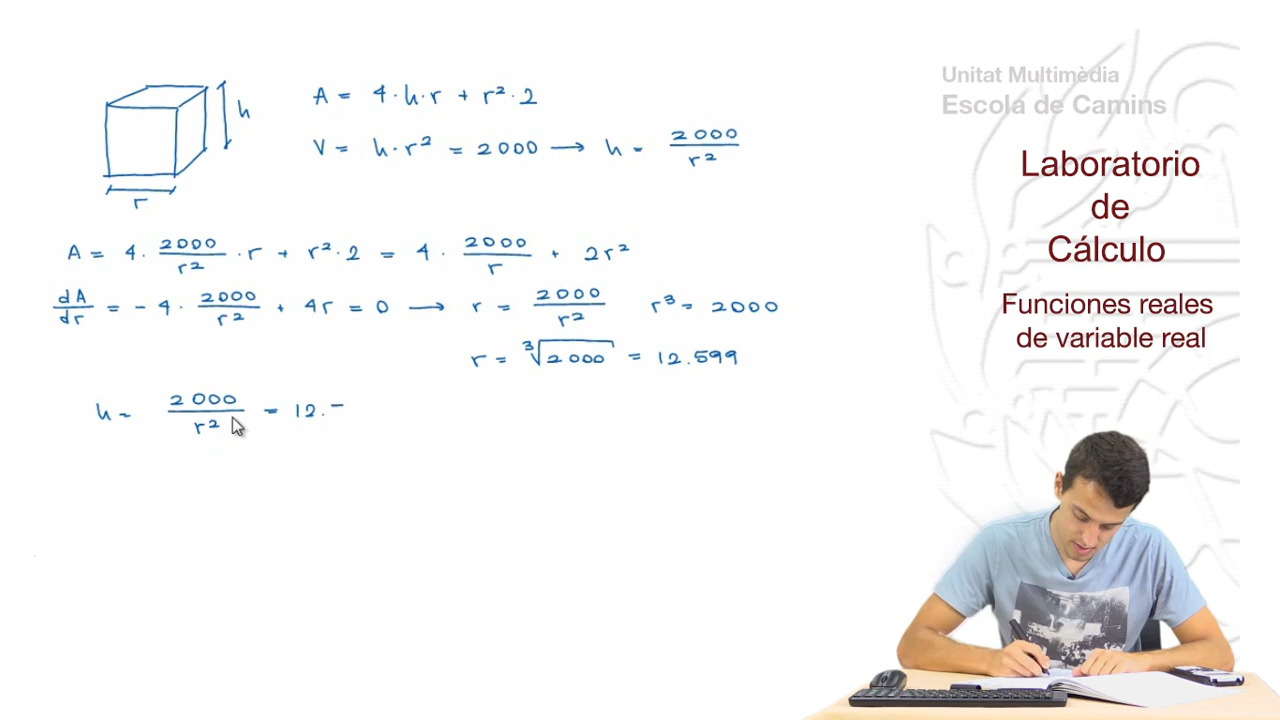 h
r
A = 4·h·r + r²·2
V = h·r² = 2000 → h = 2000/r²
A = 4·2000/r²·r + r²·2 = 4·2000/r + 2r²
dA/dr = -4·2000/r² + 4r = 0 → r = 2000/r² r³ = 2000
r = ³√2000 = 12.599
h = 2000/r² = 12.
Unitat Multimèdia
Escola de Camins
Laboratorio
de
Cálculo
Funciones reales
de variable real